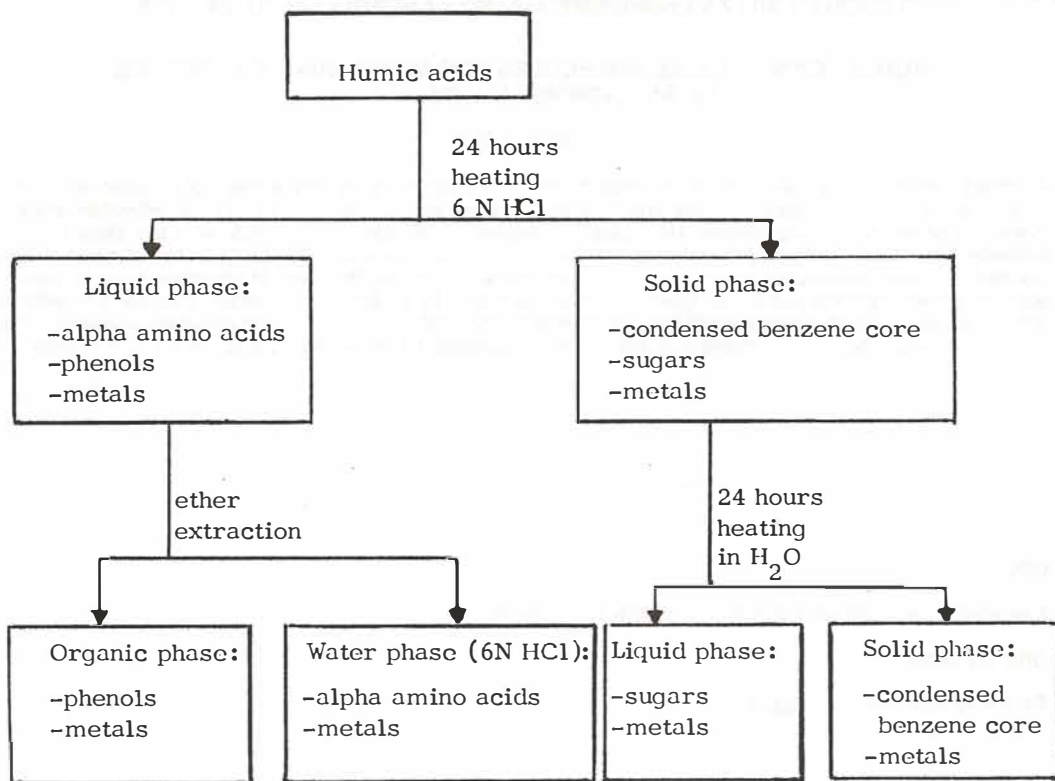 Humic acids
24 hours
heating
6 N HCl
Liquid phase:
-alpha amino acids
-phenols
-metals
Solid phase:
-condensed benzene core
-sugars
-metals
ether
extraction
24 hours
heating
in H2O
Organic phase:
-phenols
-metals
Water phase (6N HCl):
-alpha amino acids
-metals
Liquid phase:
-sugars
-metals
Solid phase:
-condensed
benzene core
-metals